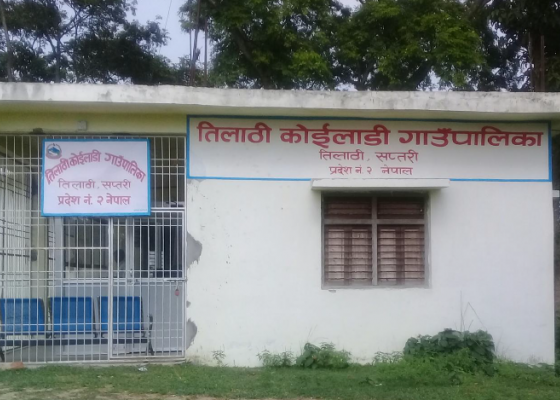 तिलाठीकोईलाडी गाउँपालिका
तिलाठी, सप्तरी
प्रदेश नं. २ नेपाल
तिलाठी कोईलाडी गाउँपालिका
तिलाठी, सप्तरी
प्रदेश नं. २ नेपाल